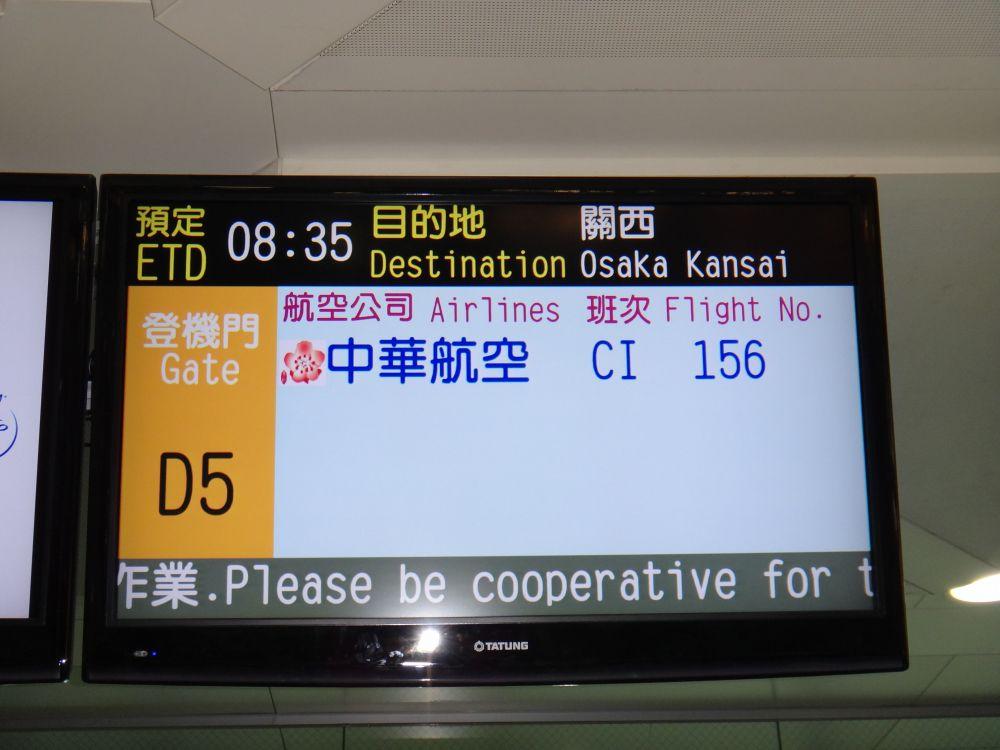 預定 08:35 目的地 關西
ETD Destination Osaka Kansai
登機門 航空公司 Airlines 班次 Flight No.
Gate 中華航空 CI 156
D5
作業.Please be cooperative for t
TATUNG